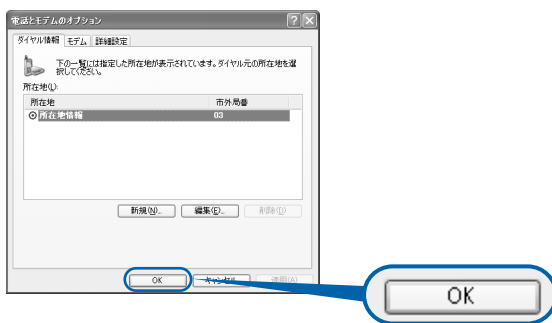 電話とモデムのオプション
ダイヤル情報 モデム 詳細設定
下の一覧には指定した所在地が表示されています。ダイヤル元の所在地を選
択してください。
所在地(L):
所在地 市外局番
所在地情報 03
新規(N)... 編集(E)... 削除(D)
OK キャンセル 適用(A)
OK